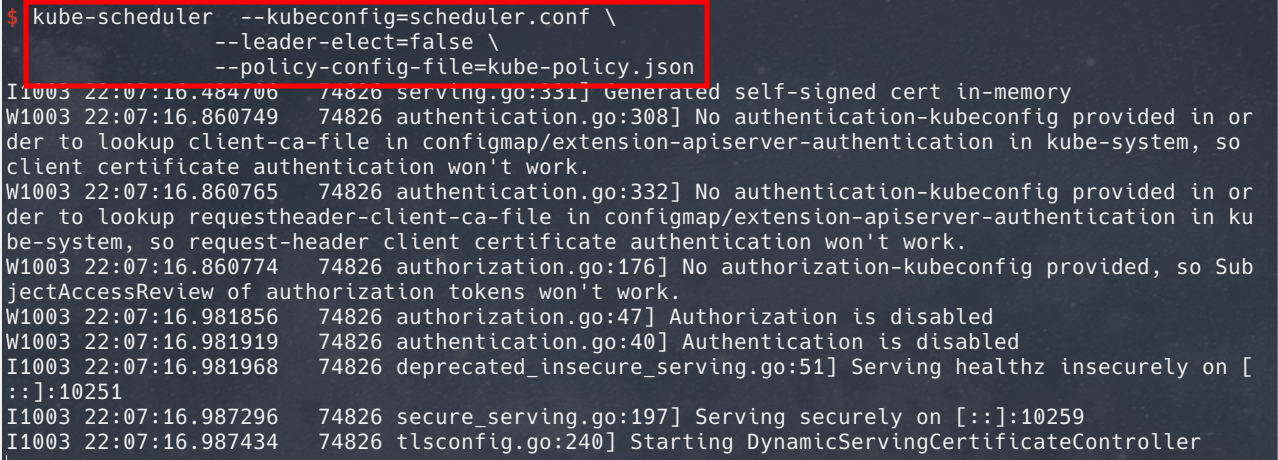 $ kube-scheduler  --kubeconfig=scheduler.conf \
                --leader-elect=false \
                --policy-config-file=kube-policy.json
I1003 22:07:16.484706   74826 serving.go:331] Generated self-signed cert in-memory
W1003 22:07:16.860749   74826 authentication.go:308] No authentication-kubeconfig provided in or
der to lookup client-ca-file in configmap/extension-apiserver-authentication in kube-system, so
client certificate authentication won't work.
W1003 22:07:16.860765   74826 authentication.go:332] No authentication-kubeconfig provided in or
der to lookup requestheader-client-ca-file in configmap/extension-apiserver-authentication in ku
be-system, so request-header client certificate authentication won't work.
W1003 22:07:16.860774   74826 authorization.go:176] No authorization-kubeconfig provided, so Sub
jectAccessReview of authorization tokens won't work.
W1003 22:07:16.981856   74826 authorization.go:47] Authorization is disabled
W1003 22:07:16.981919   74826 authentication.go:40] Authentication is disabled
I1003 22:07:16.981968   74826 deprecated_insecure_serving.go:51] Serving healthz insecurely on [
::]:10251
I1003 22:07:16.987296   74826 secure_serving.go:197] Serving securely on [::]:10259
I1003 22:07:16.987434   74826 tlsconfig.go:240] Starting DynamicServingCertificateController